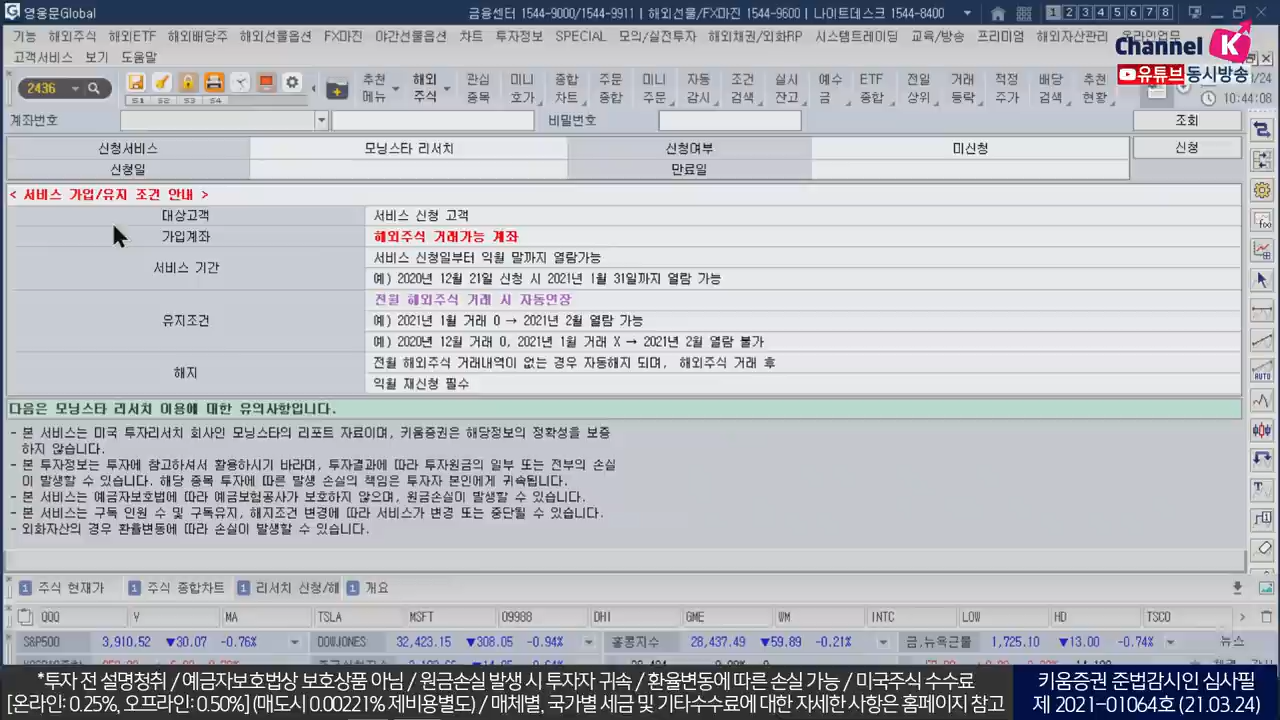 영웅문Global
금융센터 1544-9000/1544-9911 | 해외선물/FX마진 1544-9600 | 나이트데스크 1544-8400
1 2 3 4 5 6 7 8
기능 해외주식 해외ETF 해외배당주 해외선물옵션 FX마진 야간선물옵션 차트 투자정보 SPECIAL 모의/실전투자 해외채권/외화RP 시스템트레이딩 교육/방송 프리미엄 해외자산관리 온라인업무
고객서비스 보기 도움말
Channel K
유튜브동시방송
2436
S1 S2 S3 S4
추천 메뉴
해외 주식
관심 종목
미니 호가
종합 차트
주문 종합
미니 주문
자동 감시
조건 검색
실시 잔고
예수 금
ETF 종합
전일 상위
거래 등락
적정 주가
배당 검색
추천 현황
10:44:08
계좌번호 비밀번호 조회
신청서비스 모닝스타 리서치 신청여부 미신청 신청
신청일 만료일
< 서비스 가입/유지 조건 안내 >
대상고객 서비스 신청 고객
가입계좌 해외주식 거래가능 계좌
서비스 기간 서비스 신청일부터 익월 말까지 열람가능
예) 2020년 12월 21일 신청 시 2021년 1월 31일까지 열람 가능
유지조건 전월 해외주식 거래 시 자동연장
예) 2021년 1월 거래 O → 2021년 2월 열람 가능
예) 2020년 12월 거래 O, 2021년 1월 거래 X → 2021년 2월 열람 불가
해지 전월 해외주식 거래내역이 없는 경우 자동해지 되며, 해외주식 거래 후
익월 재신청 필수
다음은 모닝스타 리서치 이용에 대한 유의사항입니다.
- 본 서비스는 미국 투자리서치 회사인 모닝스타의 리포트 자료이며, 키움증권은 해당정보의 정확성을 보증
하지 않습니다.
- 본 투자정보는 투자에 참고하셔서 활용하시기 바라며, 투자결과에 따라 투자원금의 일부 또는 전부의 손실
이 발생할 수 있습니다. 해당 종목 투자에 따른 발생 손실의 책임은 투자자 본인에게 귀속됩니다.
- 본 서비스는 예금자보호법에 따라 예금보험공사가 보호하지 않으며, 원금손실이 발생할 수 있습니다.
- 본 서비스는 구독 인원 수 및 구독유지, 해지조건 변경에 따라 서비스가 변경 또는 중단될 수 있습니다.
- 외화자산의 경우 환율변동에 따라 손실이 발생할 수 있습니다.
1 주식 현재가 1 주식 종합차트 1 리서치 신청/해 1 개요
QQQ V MA TSLA MSFT 09988 DHI GME WM INTC LOW HD TSCO
S&P500 3,910.52 ▼30.07 -0.76% DOWJONES 32,423.15 ▼308.05 -0.94% 홍콩지수 28,437.49 ▼59.89 -0.21% 금,뉴욕근물 1,725.10 ▼13.00 -0.74% 뉴스
*투자 전 설명청취 / 예금자보호법상 보호상품 아님 / 원금손실 발생 시 투자자 귀속 / 환율변동에 따른 손실 가능 / 미국주식 수수료
[온라인: 0.25%, 오프라인: 0.50%] (매도시 0.00221% 제비용별도) / 매체별, 국가별 세금 및 기타수수료에 대한 자세한 사항은 홈페이지 참고
키움증권 준법감시인 심사필
제 2021-01064호 (21.03.24)